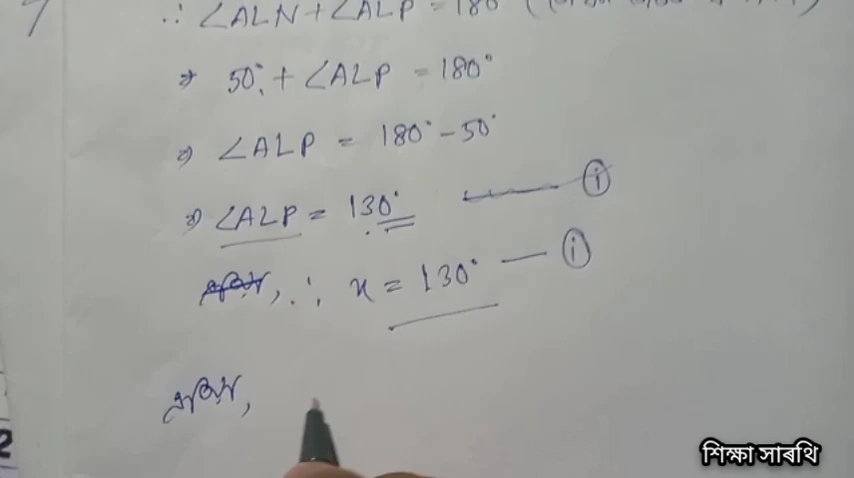 ∴ ∠ALN + ∠ALP = 180°
⇒ 50° + ∠ALP = 180°
⇒ ∠ALP = 180° - 50°
⇒ ∠ALP = 130° — (i)
∴ x = 130° — (i)
শিক্ষা সাৰথি